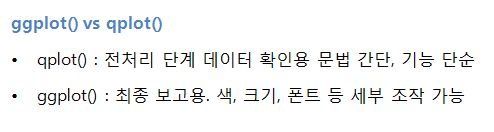 ggplot() vs qplot()
• qplot() : 전처리 단계 데이터 확인용 문법 간단, 기능 단순
• ggplot() : 최종 보고용. 색, 크기, 폰트 등 세부 조작 가능